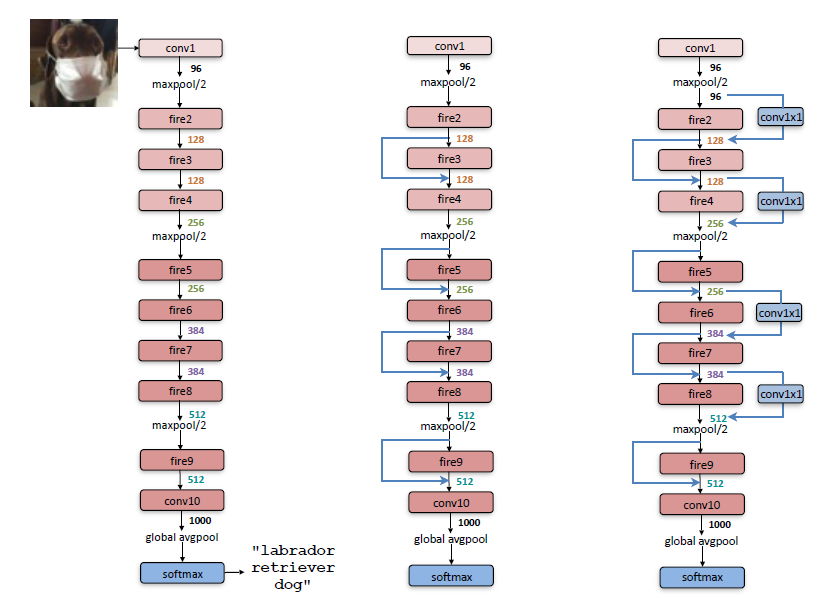 conv1
96
maxpool/2
fire2
128
fire3
128
fire4
256
maxpool/2
fire5
256
fire6
384
fire7
384
fire8
512
maxpool/2
fire9
512
conv10
1000
global avgpool
softmax
"labrador
retriever
dog"
conv1
96
maxpool/2
fire2
128
fire3
128
fire4
256
maxpool/2
fire5
256
fire6
384
fire7
384
fire8
512
maxpool/2
fire9
512
conv10
1000
global avgpool
softmax
conv1
maxpool/2
96
conv1x1
fire2
128
fire3
128
conv1x1
fire4
256
maxpool/2
fire5
256
conv1x1
fire6
384
fire7
384
conv1x1
fire8
512
maxpool/2
fire9
512
conv10
1000
global avgpool
softmax